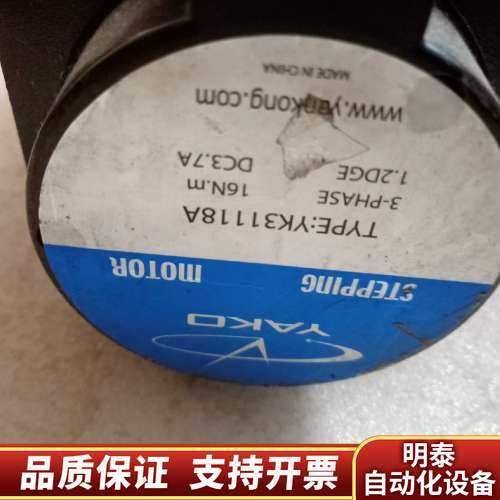 YAKO
STEPPING MOTOR
TYPE:YK31118A
3-PHASE 16N.m
1.2DGE DC3.7A
www.yankong.com
MADE IN CHINA
品质保证 支持开票
明泰
自动化设备